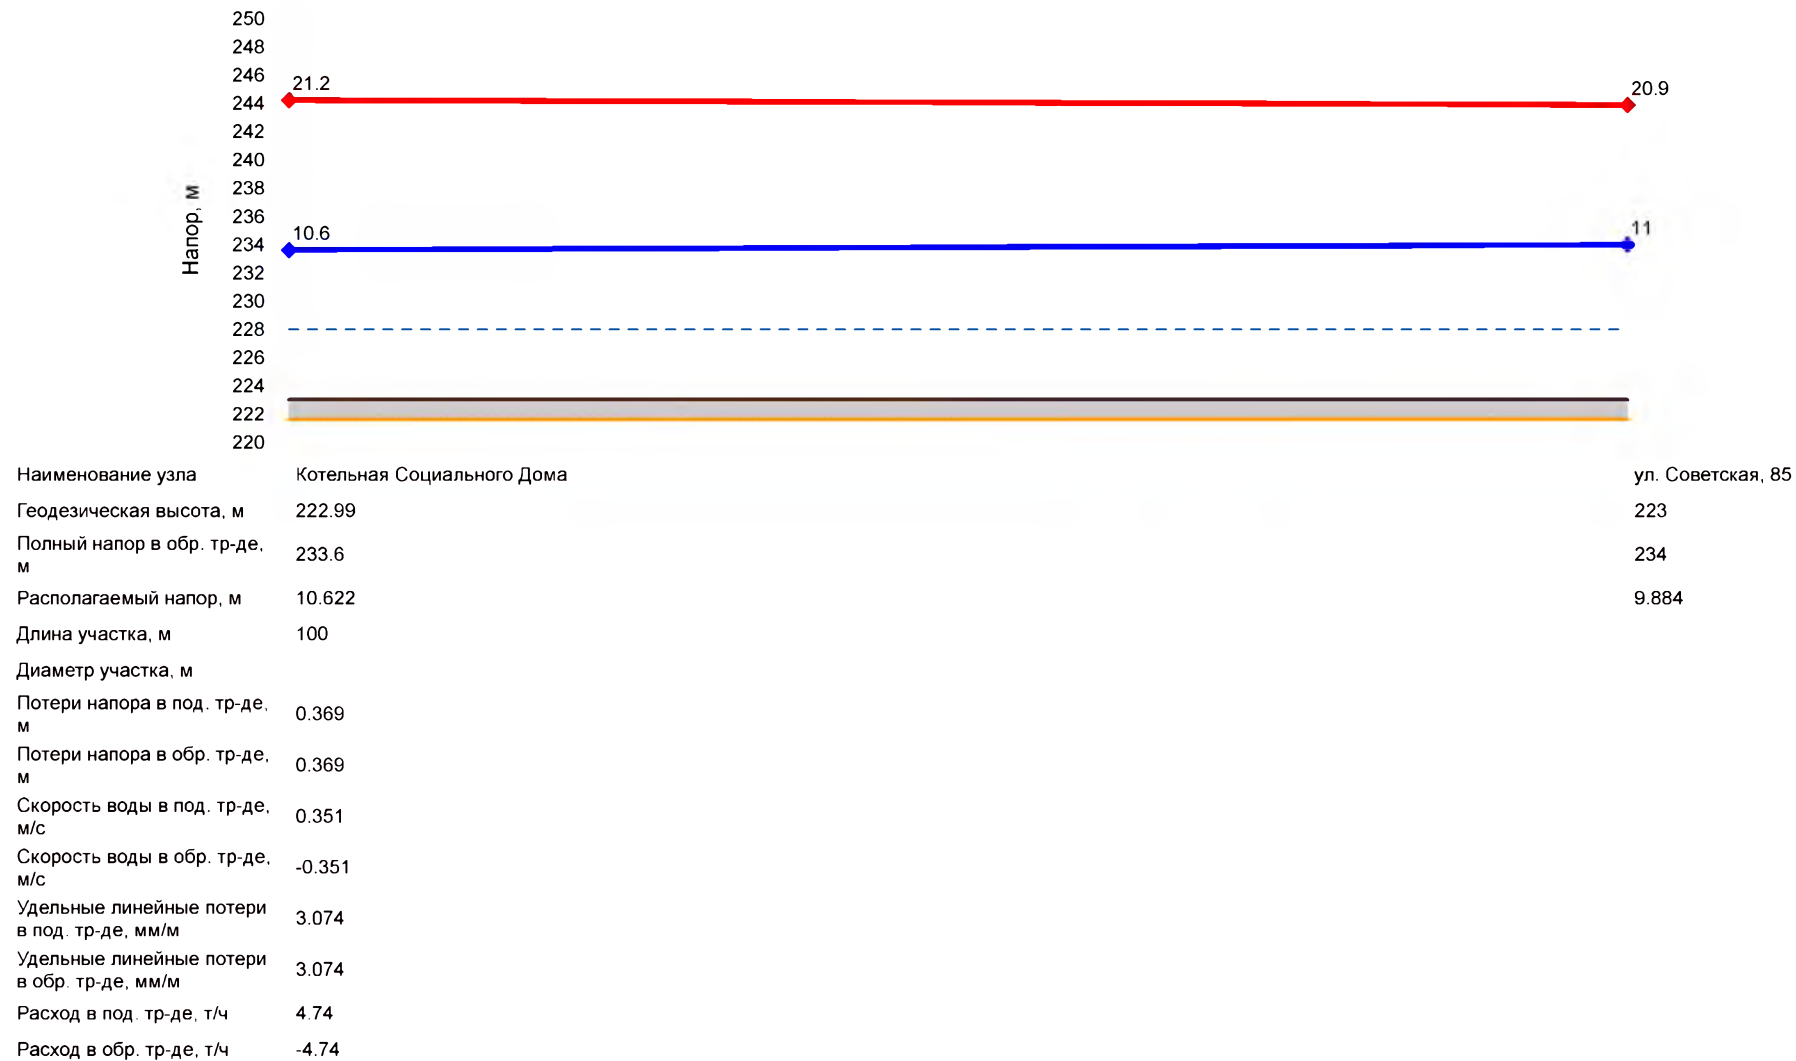 250
248
246
244
242
240
238
236
234
232
230
228
226
224
222
220
Напор, м
21.2
20.9
10.6
11
Наименование узла Котельная Социального Дома ул. Советская, 85
Геодезическая высота, м 222.99 223
Полный напор в обр. тр-де,
м 233.6 234
Располагаемый напор, м 10.622 9.884
Длина участка, м 100
Диаметр участка, м
Потери напора в под. тр-де,
м 0.369
Потери напора в обр. тр-де,
м 0.369
Скорость воды в под. тр-де,
м/с 0.351
Скорость воды в обр. тр-де,
м/с -0.351
Удельные линейные потери
в под. тр-де, мм/м 3.074
Удельные линейные потери
в обр. тр-де, мм/м 3.074
Расход в под. тр-де, т/ч 4.74
Расход в обр. тр-де, т/ч -4.74